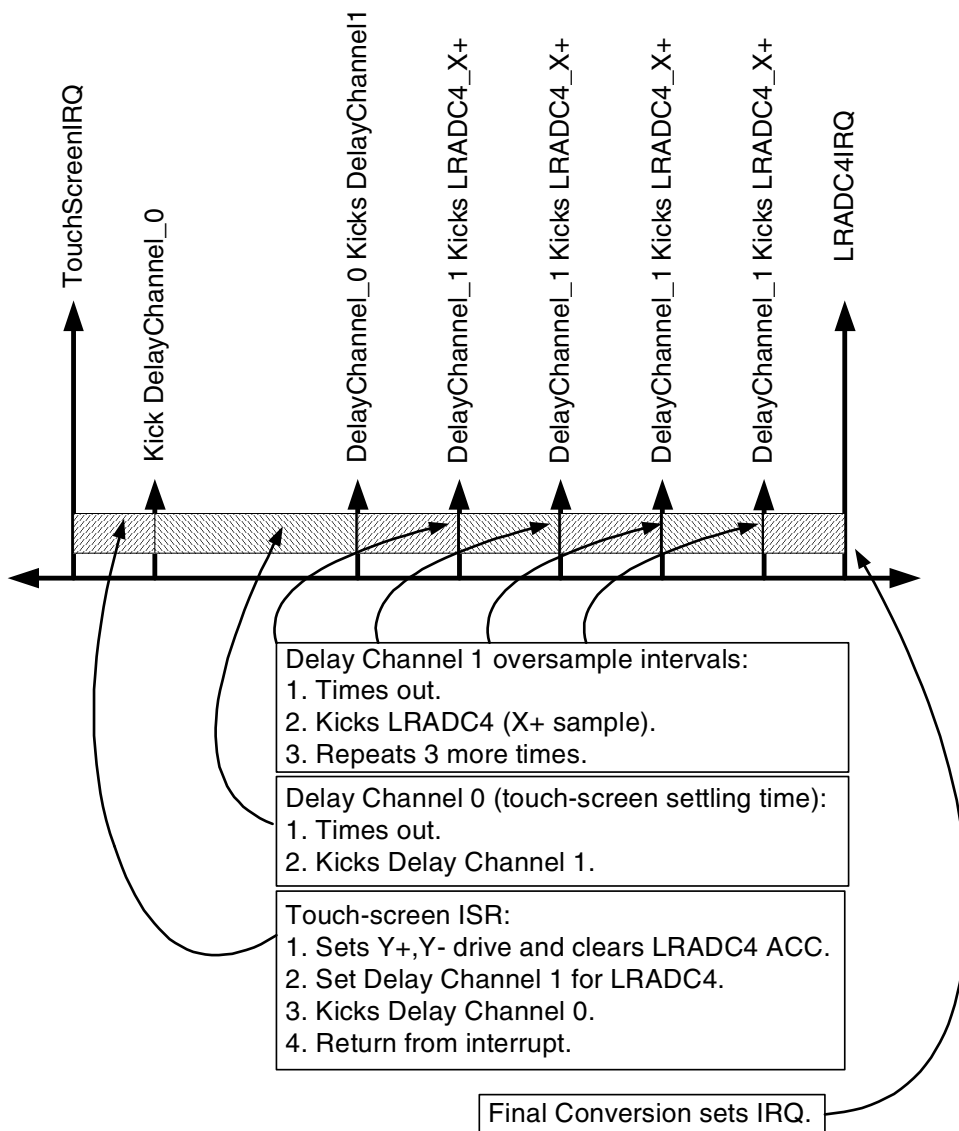 TouchScreenIRQ
Kick DelayChannel_0
DelayChannel_0 Kicks DelayChannel1
DelayChannel_1 Kicks LRADC4_X+
DelayChannel_1 Kicks LRADC4_X+
DelayChannel_1 Kicks LRADC4_X+
DelayChannel_1 Kicks LRADC4_X+
LRADC4IRQ
Delay Channel 1 oversample intervals:
1. Times out.
2. Kicks LRADC4 (X+ sample).
3. Repeats 3 more times.
Delay Channel 0 (touch-screen settling time):
1. Times out.
2. Kicks Delay Channel 1.
Touch-screen ISR:
1. Sets Y+,Y- drive and clears LRADC4 ACC.
2. Set Delay Channel 1 for LRADC4.
3. Kicks Delay Channel 0.
4. Return from interrupt.
Final Conversion sets IRQ.